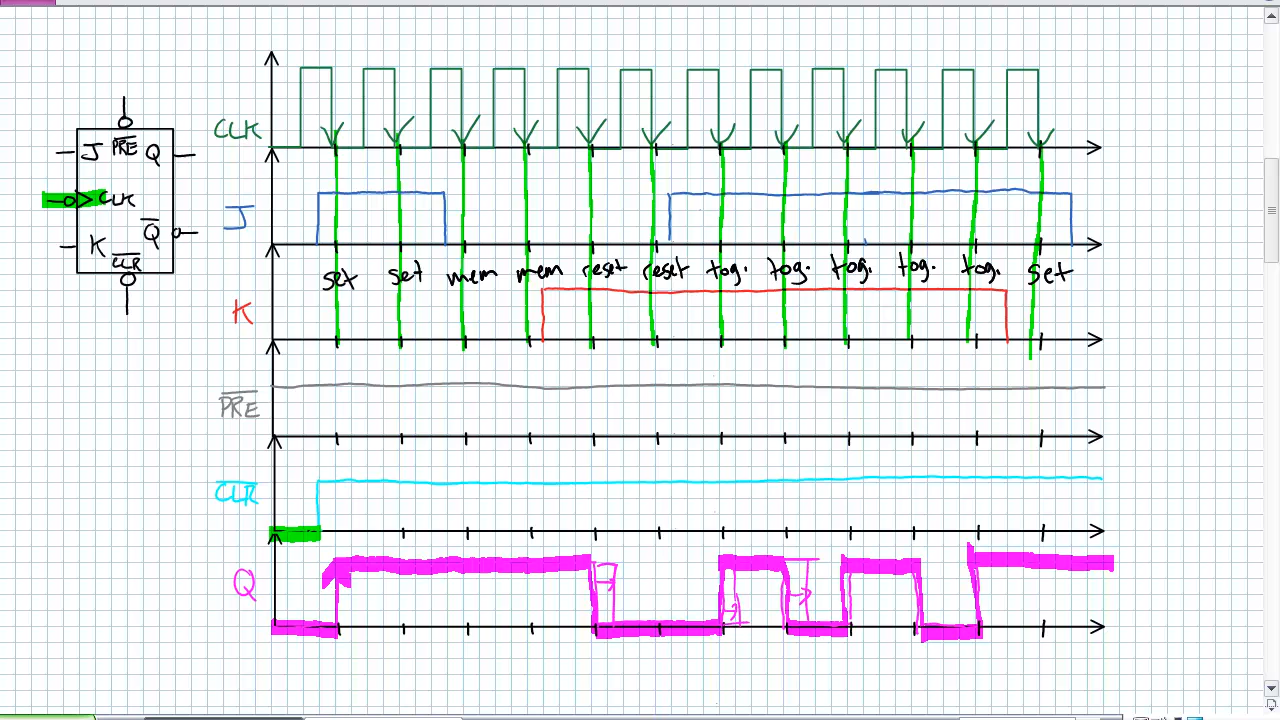 CLK
J PRE Q
CLK
K Q
CLR
J
set set mem mem reset reset tog. tog. tog. tog. tog. set
K
PRE
CLR
Q